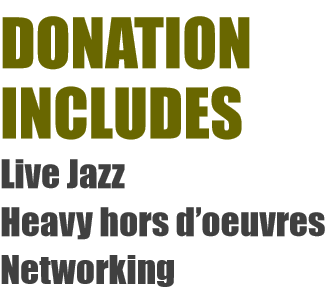 DONATION
INCLUDES
Live Jazz
Heavy hors d’oeuvres
Networking